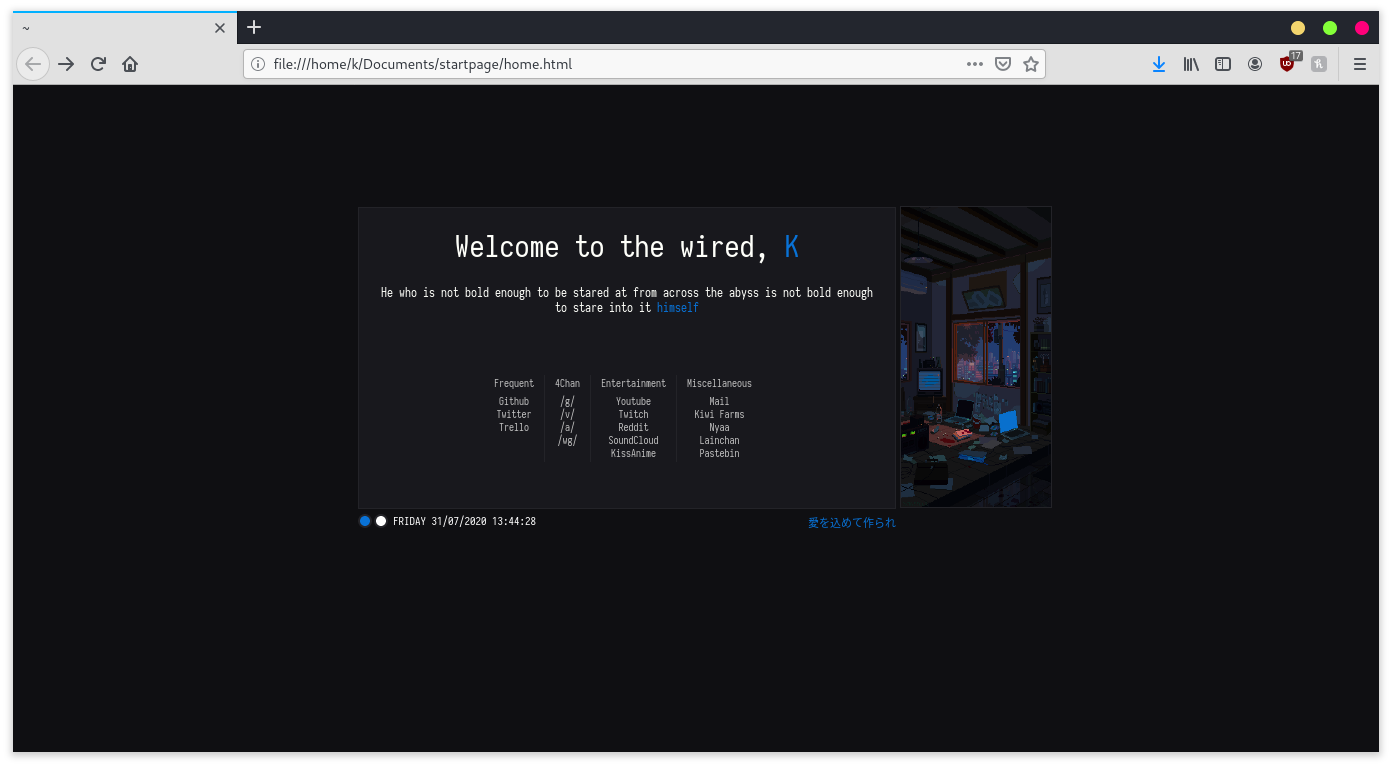 ~
file:///home/k/Documents/startpage/home.html
17
Welcome to the wired, K
He who is not bold enough to be stared at from across the abyss is not bold enough
to stare into it himself
Frequent
Github
Twitter
Trello
4Chan
/g/
/v/
/a/
/wg/
Entertainment
Youtube
Twitch
Reddit
SoundCloud
KissAnime
Miscellaneous
Mail
Kiwi Farms
Nyaa
Lainchan
Pastebin
FRIDAY 31/07/2020 13:44:28
愛を込めて作られ